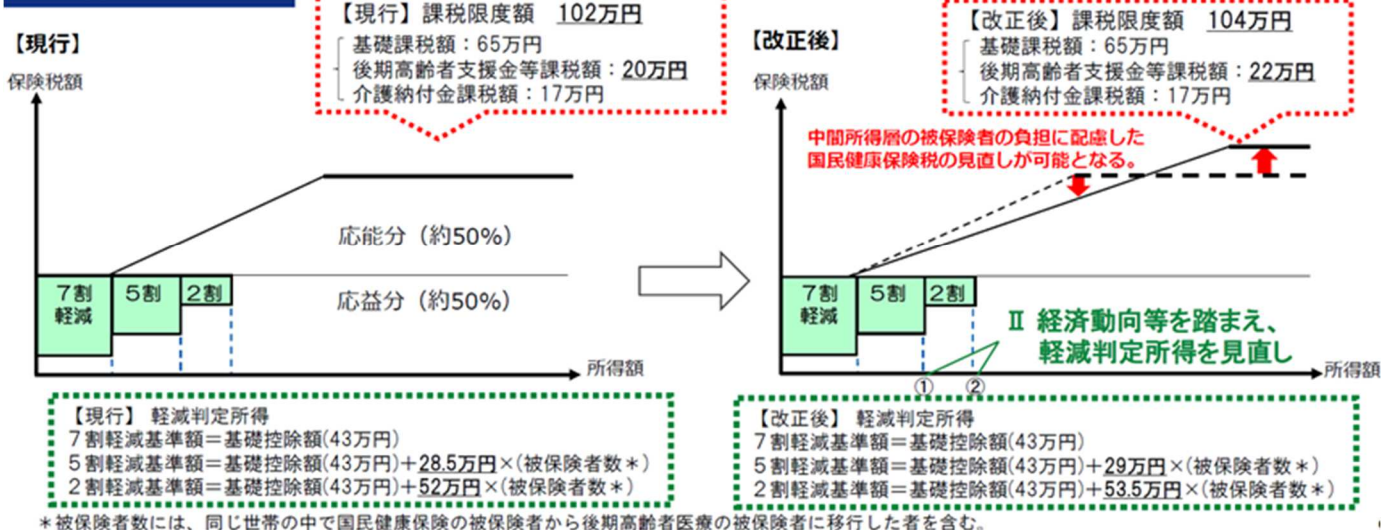 【現行】
保険税額
【現行】課税限度額 102万円
基礎課税額：65万円
後期高齢者支援金等課税額：20万円
介護納付金課税額：17万円
応能分（約50%）
応益分（約50%）
7割
軽減
5割
2割
所得額
【現行】 軽減判定所得
7割軽減基準額＝基礎控除額(43万円)
5割軽減基準額＝基礎控除額(43万円)+28.5万円×(被保険者数＊)
2割軽減基準額＝基礎控除額(43万円)+52万円×(被保険者数＊)
【改正後】
保険税額
【改正後】課税限度額 104万円
基礎課税額：65万円
後期高齢者支援金等課税額：22万円
介護納付金課税額：17万円
中間所得層の被保険者の負担に配慮した
国民健康保険税の見直しが可能となる。
7割
軽減
5割
2割
Ⅱ 経済動向等を踏まえ、
軽減判定所得を見直し
所得額
① ②
【改正後】 軽減判定所得
7割軽減基準額＝基礎控除額(43万円)
5割軽減基準額＝基礎控除額(43万円)+29万円×(被保険者数＊)
2割軽減基準額＝基礎控除額(43万円)+53.5万円×(被保険者数＊)
＊被保険者数には、同じ世帯の中で国民健康保険の被保険者から後期高齢者医療の被保険者に移行した者を含む。